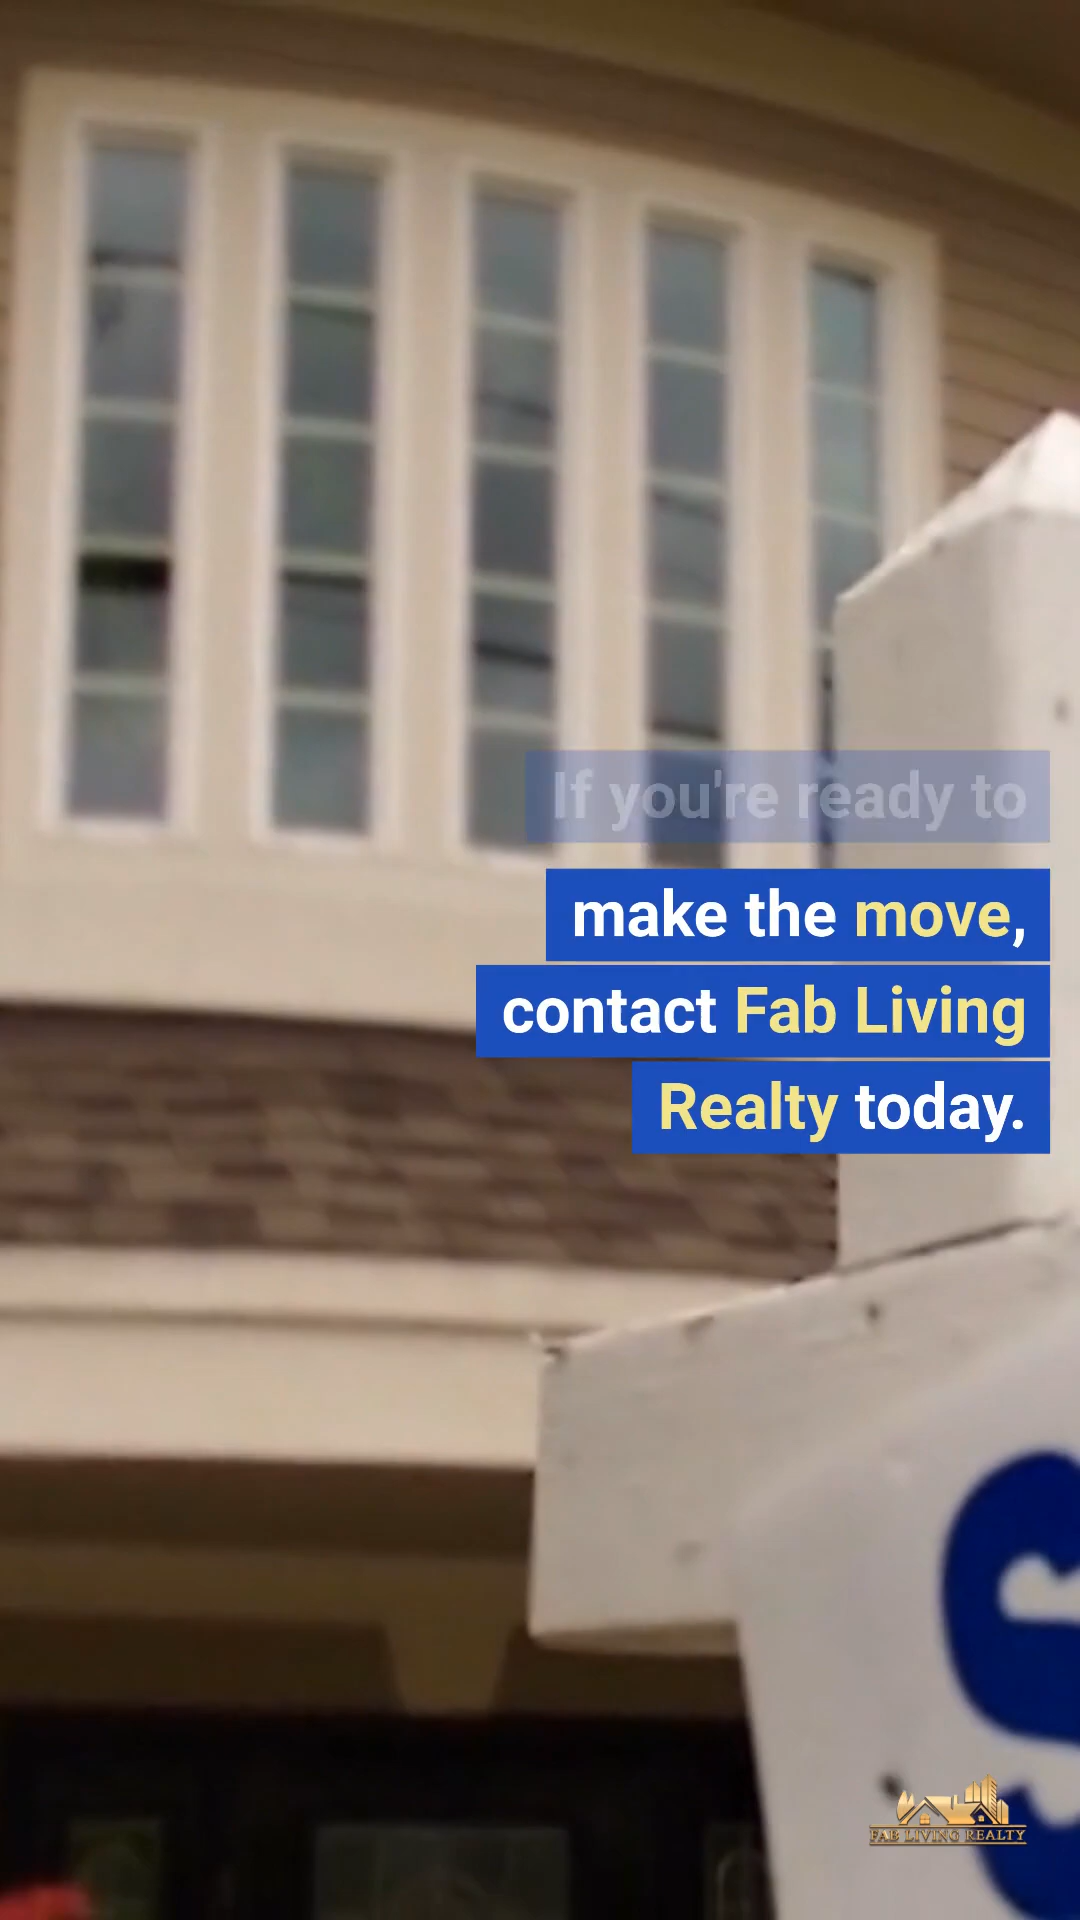 If you're ready to
make the move,
contact Fab Living
Realty today.
S
FAB LIVING REALTY